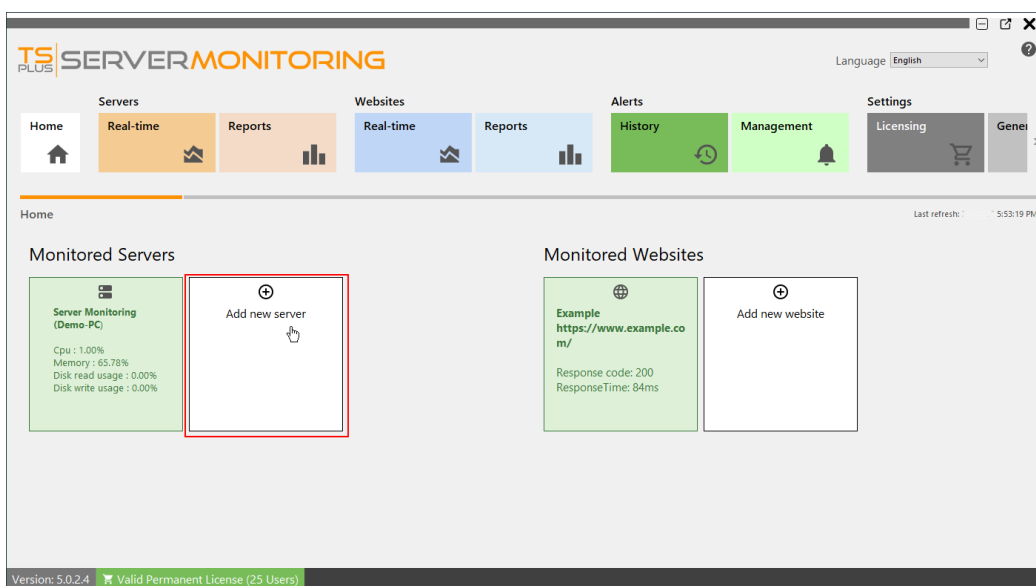 TS PLUS SERVERMONITORING
Language English
Servers
Websites
Alerts
Settings
Home
Real-time
Reports
Real-time
Reports
History
Management
Licensing
Gener
Home
Last refresh: 5:53:19 PM
Monitored Servers
Monitored Websites
Server Monitoring
(Demo-PC)
Cpu : 1.00%
Memory : 65.78%
Disk read usage : 0.00%
Disk write usage : 0.00%
Add new server
Example
https://www.example.co
m/
Response code: 200
ResponseTime: 84ms
Add new website
Version: 5.0.2.4
Valid Permanent License (25 Users)